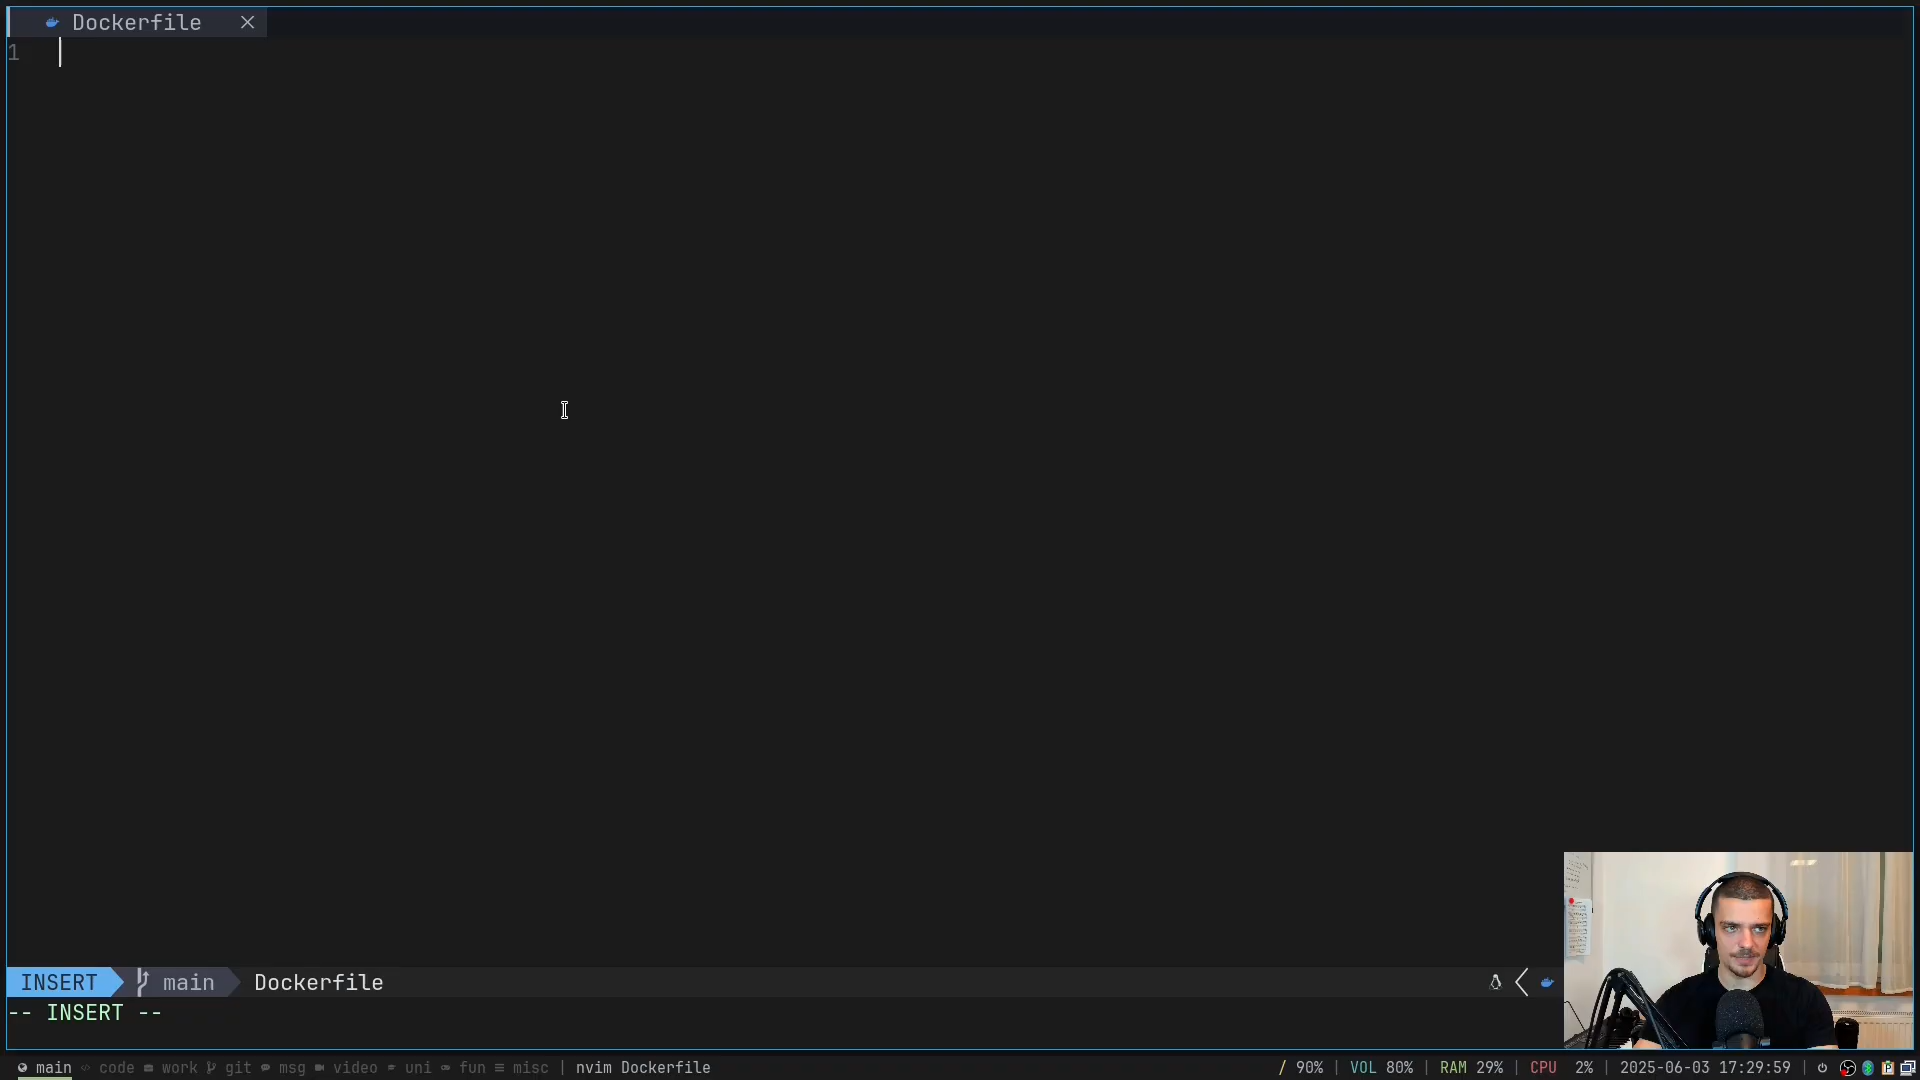 Dockerfile
1
INSERT main Dockerfile
-- INSERT --
main code work git msg video uni fun misc | nvim Dockerfile / 90% | VOL 80% | RAM 29% | CPU 2% | 2025-06-03 17:29:59 |